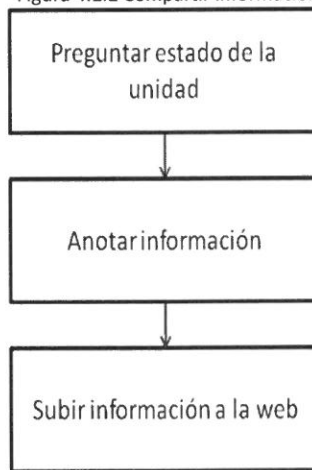 Preguntar estado de la
unidad
Anotar información
Subir información a la web